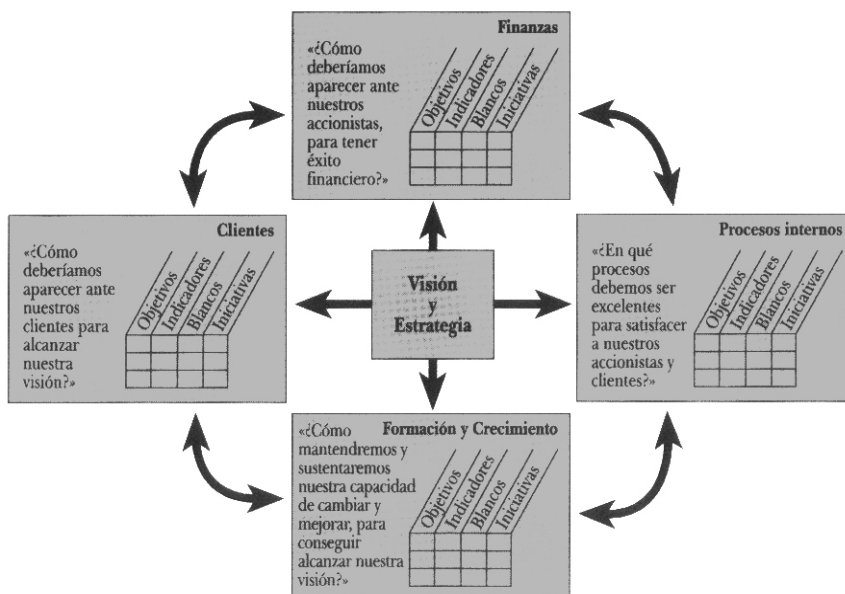 Finanzas
«¿Cómo
deberíamos
aparecer ante
nuestros
accionistas,
para tener
éxito
financiero?»
Objetivos
Indicadores
Blancos
Iniciativas
Clientes
«¿Cómo
deberíamos
aparecer ante
nuestros
clientes para
alcanzar
nuestra
visión?»
Objetivos
Indicadores
Blancos
Iniciativas
Visión
y
Estrategia
Procesos internos
«¿En qué
procesos
debemos ser
excelentes
para satisfacer
a nuestros
accionistas y
clientes?»
Objetivos
Indicadores
Blancos
Iniciativas
Formación y Crecimiento
«¿Cómo
mantendremos y
sustentaremos
nuestra capacidad
de cambiar y
mejorar, para
conseguir
alcanzar nuestra
visión?»
Objetivos
Indicadores
Blancos
Iniciativas